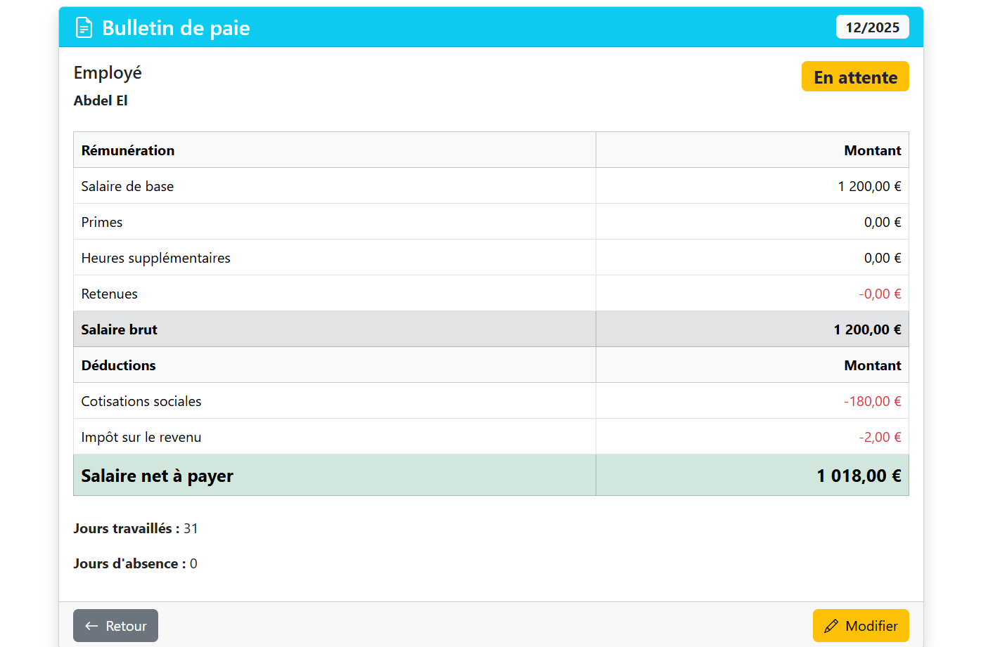 Bulletin de paie
12/2025
Employé
En attente
Abdel El
Rémunération Montant
Salaire de base 1 200,00 €
Primes 0,00 €
Heures supplémentaires 0,00 €
Retenues -0,00 €
Salaire brut 1 200,00 €
Déductions Montant
Cotisations sociales -180,00 €
Impôt sur le revenu -2,00 €
Salaire net à payer 1 018,00 €
Jours travaillés : 31
Jours d'absence : 0
← Retour
Modifier